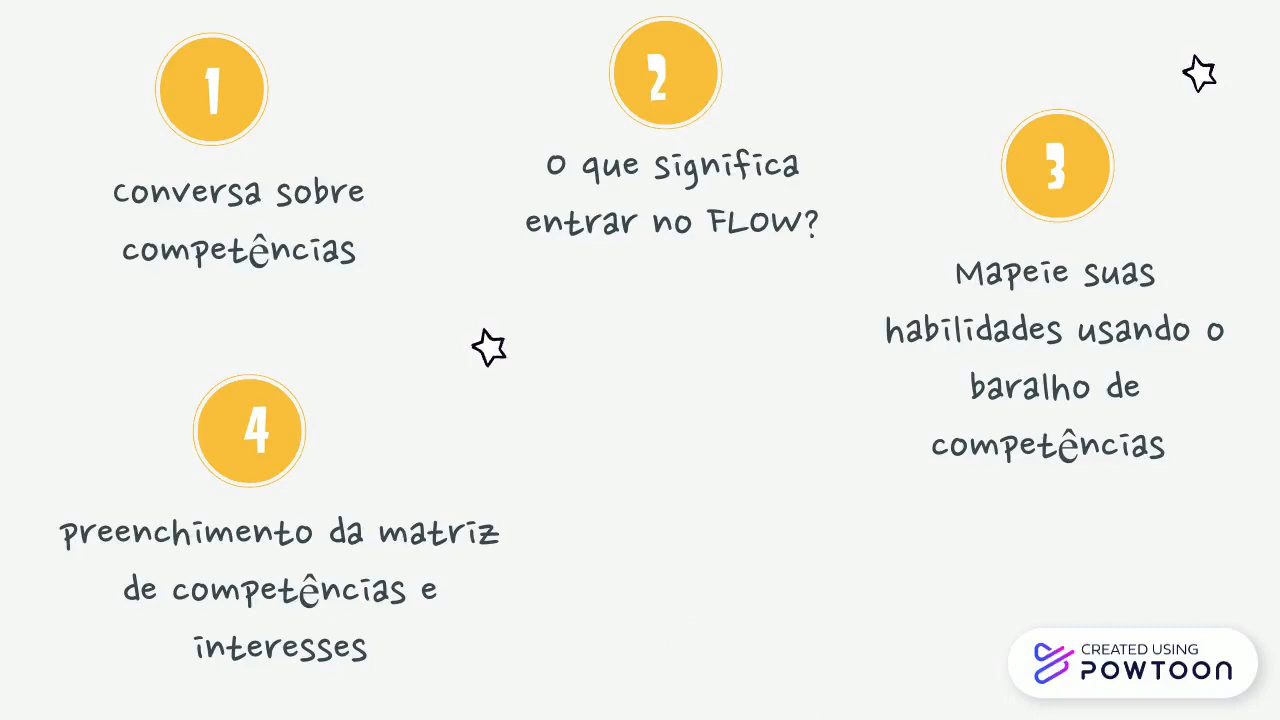 1
conversa sobre
competências
2
O que significa
entrar no FLOW?
3
Mapeie suas
habilidades usando o
baralho de
competências
4
preenchimento da matriz
de competências e
interesses
CREATED USING
POWTOON